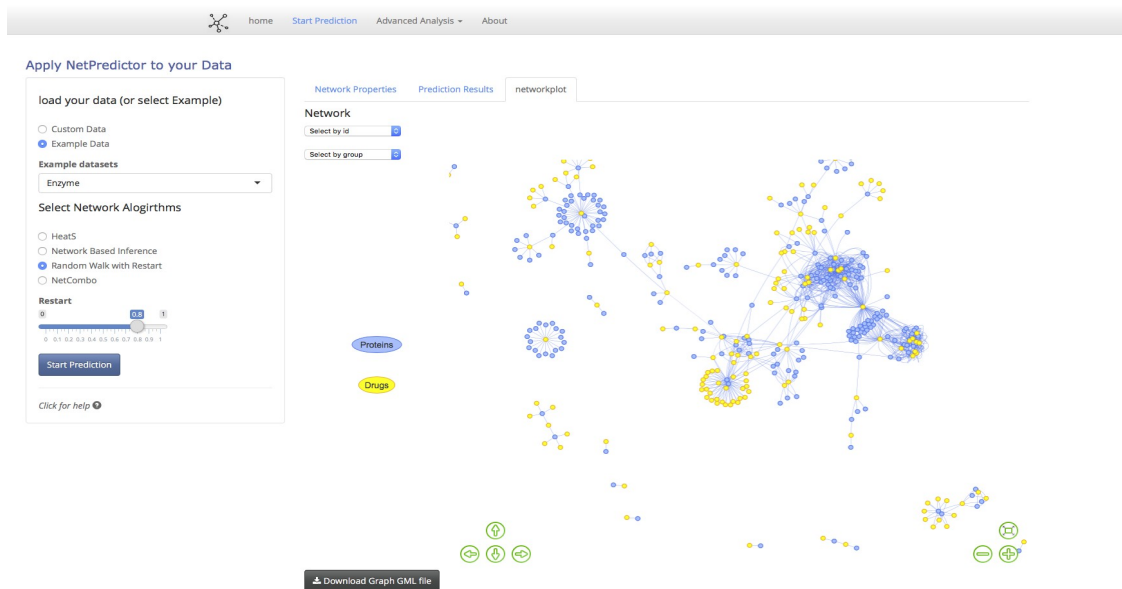 home Start Prediction Advanced Analysis About
Apply NetPredictor to your Data
load your data (or select Example)
Custom Data
Example Data
Example datasets
Enzyme
Select Network Alogirthms
HeatS
Network Based Inference
Random Walk with Restart
NetCombo
Restart
0 0.8 1
0 0.1 0.2 0.3 0.4 0.5 0.6 0.7 0.8 0.9 1
Start Prediction
Click for help
Network Properties Prediction Results networkplot
Network
Select by id
Select by group
Proteins
Drugs
Download Graph GML file